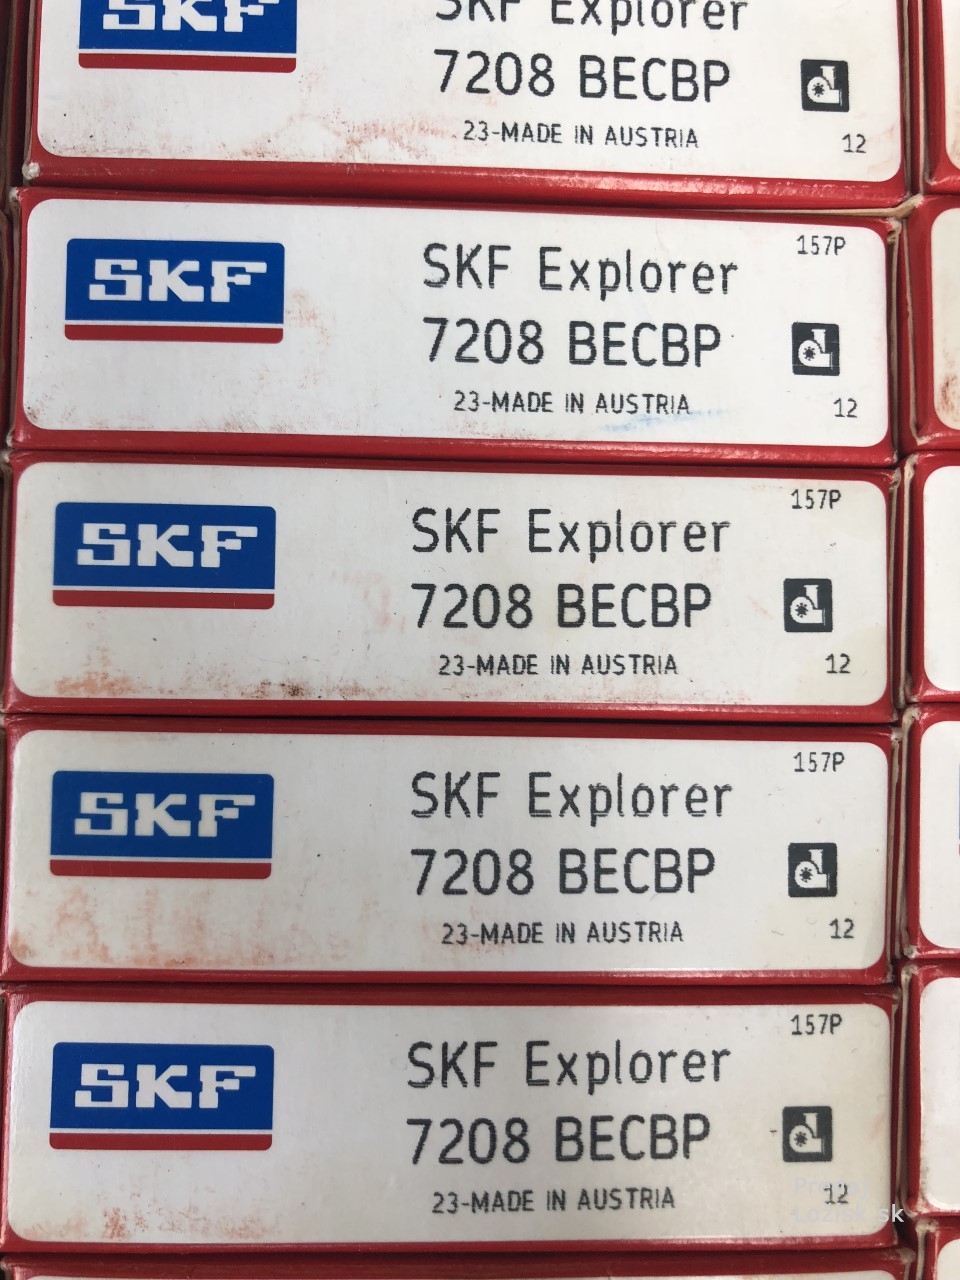 SKF
SKF Explorer
7208 BECBP
23-MADE IN AUSTRIA
12
SKF
157P
SKF Explorer
7208 BECBP
23-MADE IN AUSTRIA
12
SKF
157P
SKF Explorer
7208 BECBP
23-MADE IN AUSTRIA
12
SKF
157P
SKF Explorer
7208 BECBP
23-MADE IN AUSTRIA
12
SKF
157P
SKF Explorer
7208 BECBP
23-MADE IN AUSTRIA
12